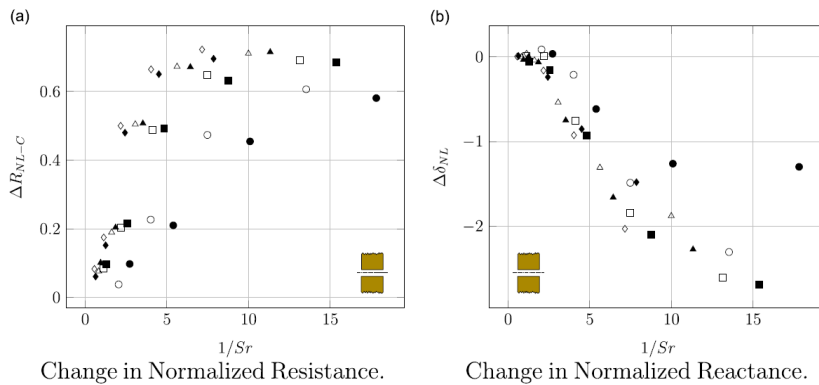 (a)
0.6
0.4
0.2
0
ΔR_{NL−C}
0
5
10
15
1/Sr
Change in Normalized Resistance.
(b)
0
−1
−2
Δδ_{NL}
0
5
10
15
1/Sr
Change in Normalized Reactance.